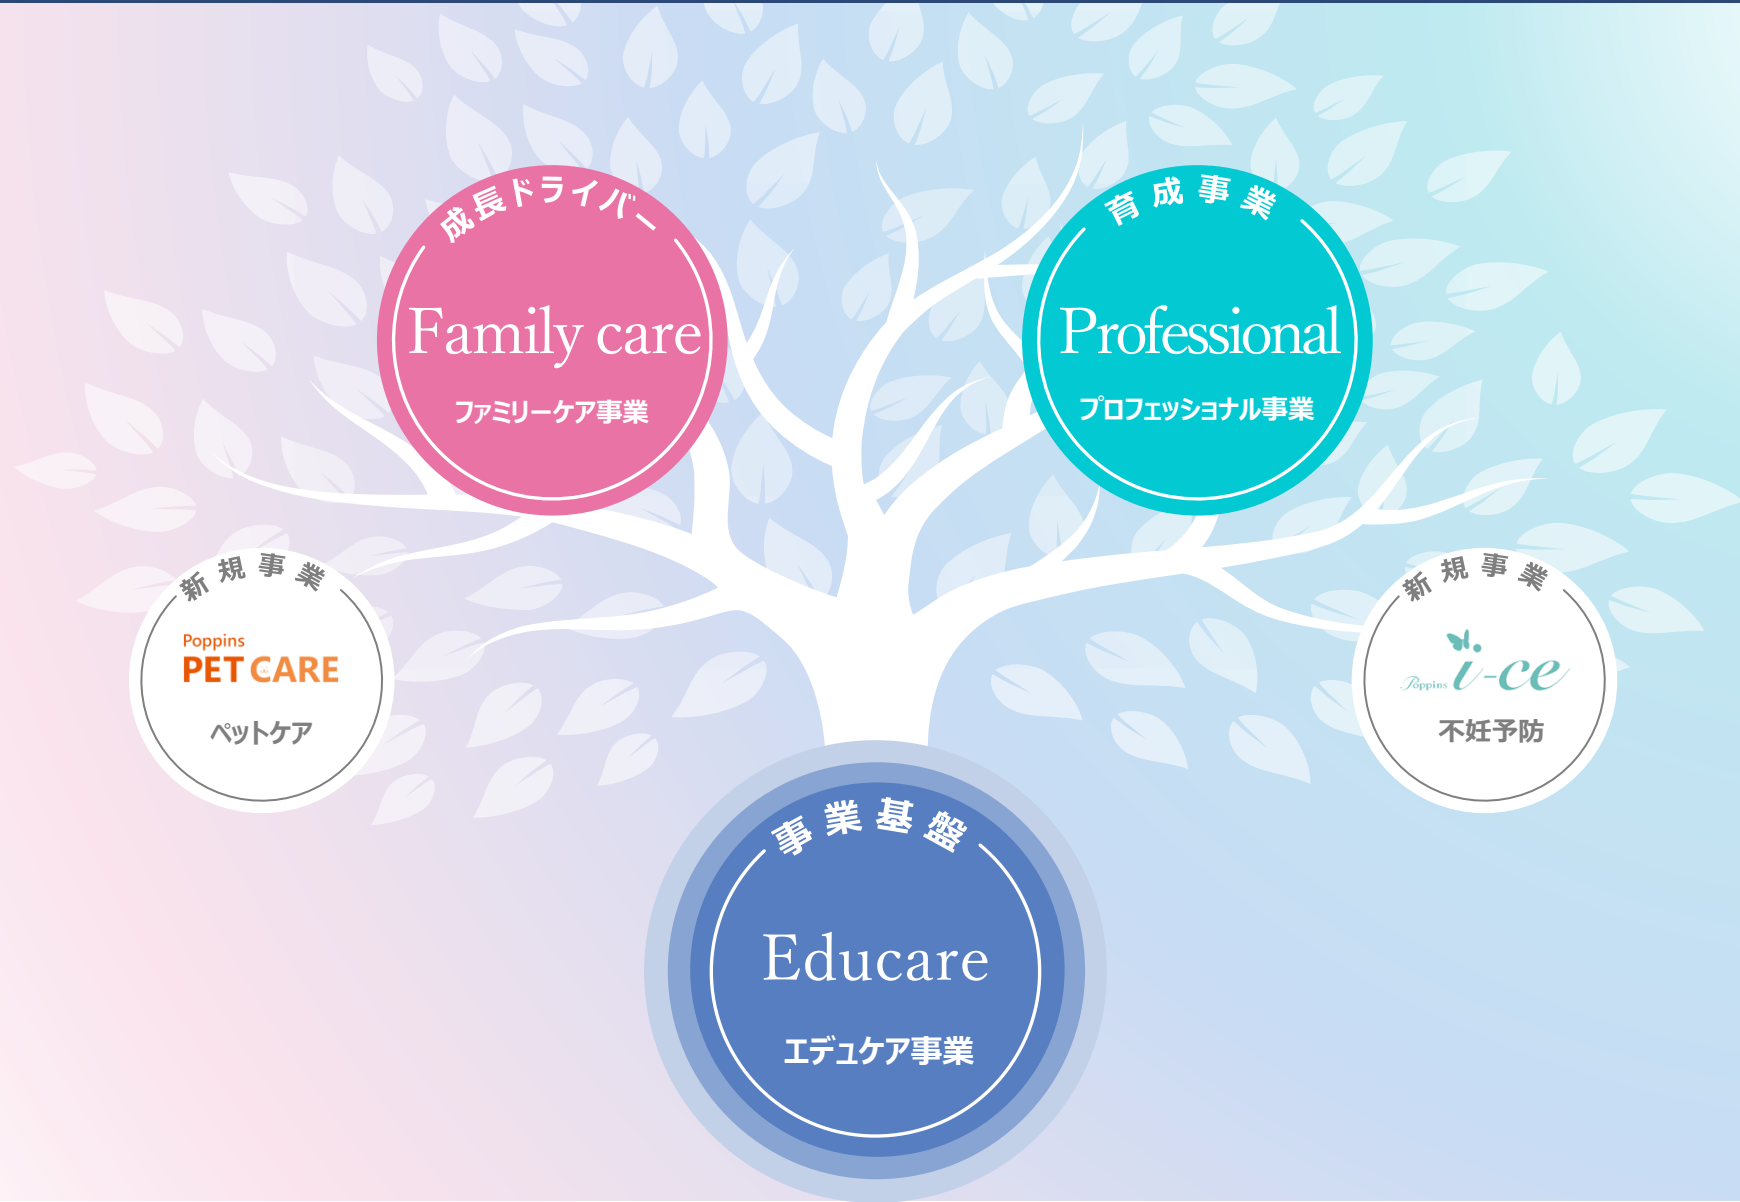 成長ドライバー
Family care
ファミリーケア事業
育成事業
Professional
プロフェッショナル事業
新規事業
Poppins
PET CARE
ペットケア
新規事業
Poppins i-ce
不妊予防
事業基盤
Educare
エデュケア事業